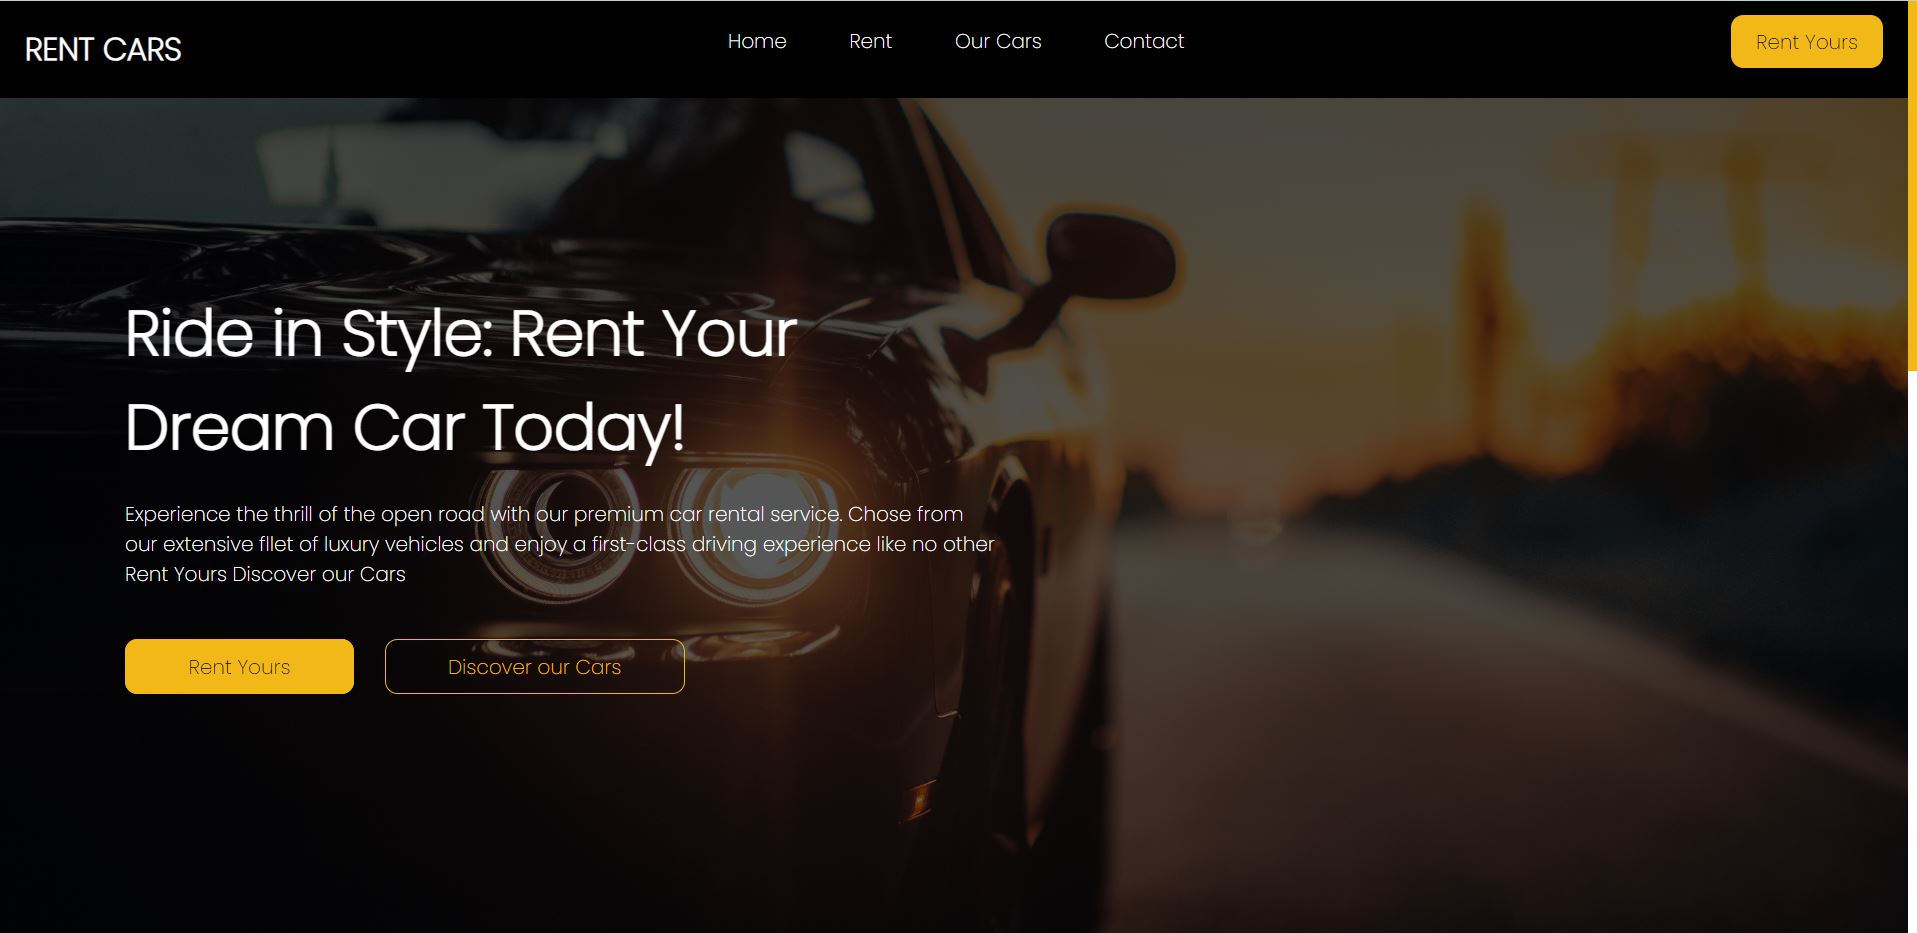 RENT CARS
Home
Rent
Our Cars
Contact
Rent Yours
Ride in Style: Rent Your
Dream Car Today!
Experience the thrill of the open road with our premium car rental service. Chose from
our extensive fllet of luxury vehicles and enjoy a first-class driving experience like no other
Rent Yours Discover our Cars
Rent Yours
Discover our Cars